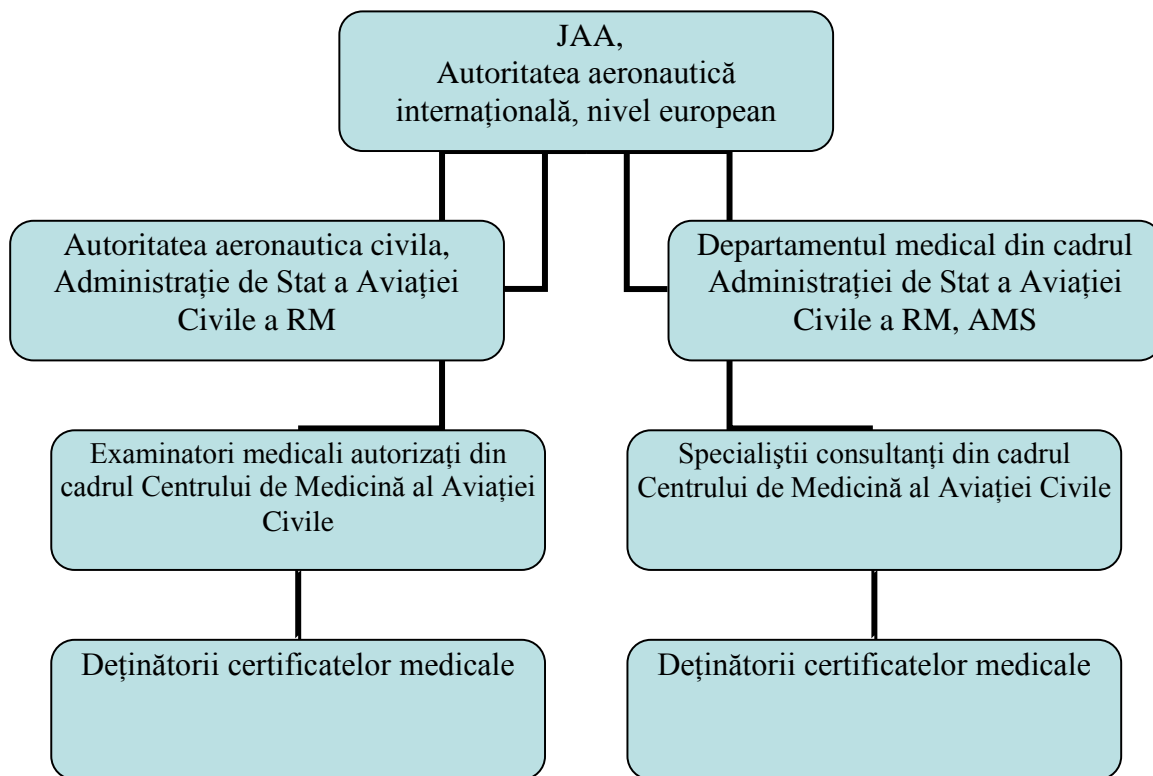 JAA,
Autoritatea aeronautică
internațională, nivel european
Autoritatea aeronautica civila,
Administrație de Stat a Aviației
Civile a RM
Departamentul medical din cadrul
Administrației de Stat a Aviației
Civile a RM, AMS
Examinatori medicali autorizați din
cadrul Centrului de Medicină al Aviației
Civile
Specialiştii consultanți din cadrul
Centrului de Medicină al Aviației Civile
Deținătorii certificatelor medicale
Deținătorii certificatelor medicale